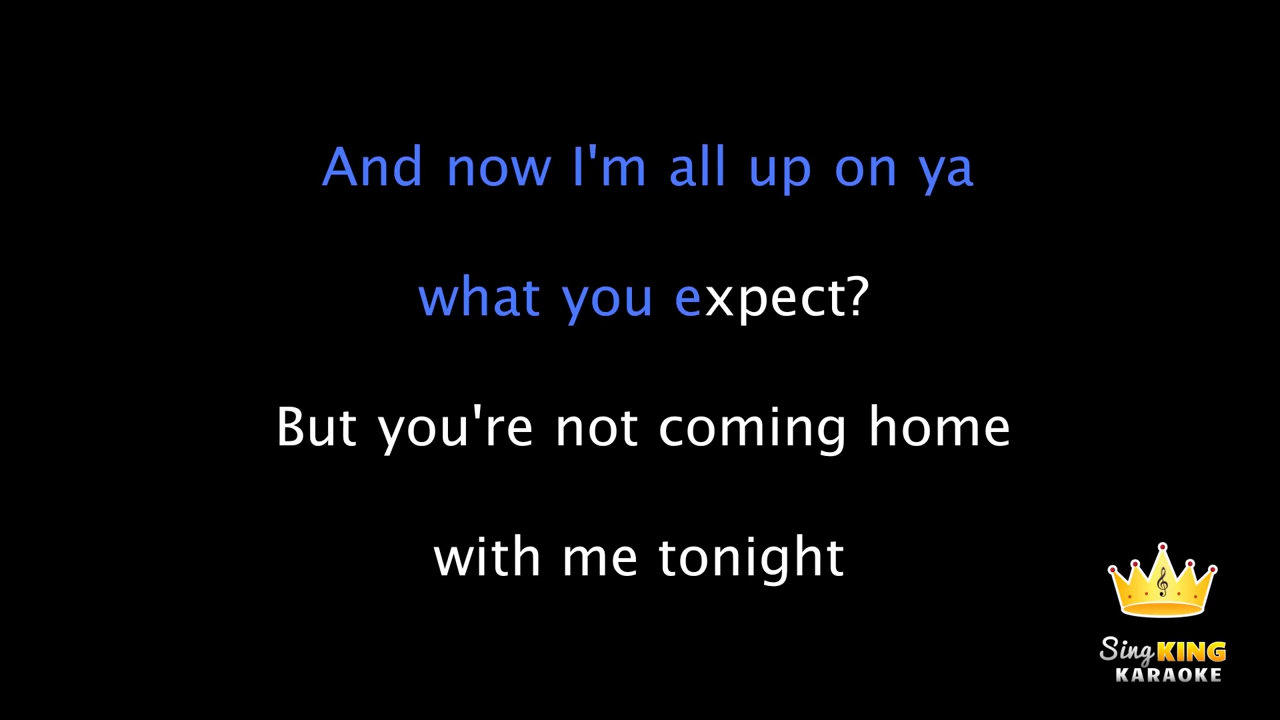 And now I'm all up on ya
what you expect?
But you're not coming home
with me tonight
Sing KING
KARAOKE